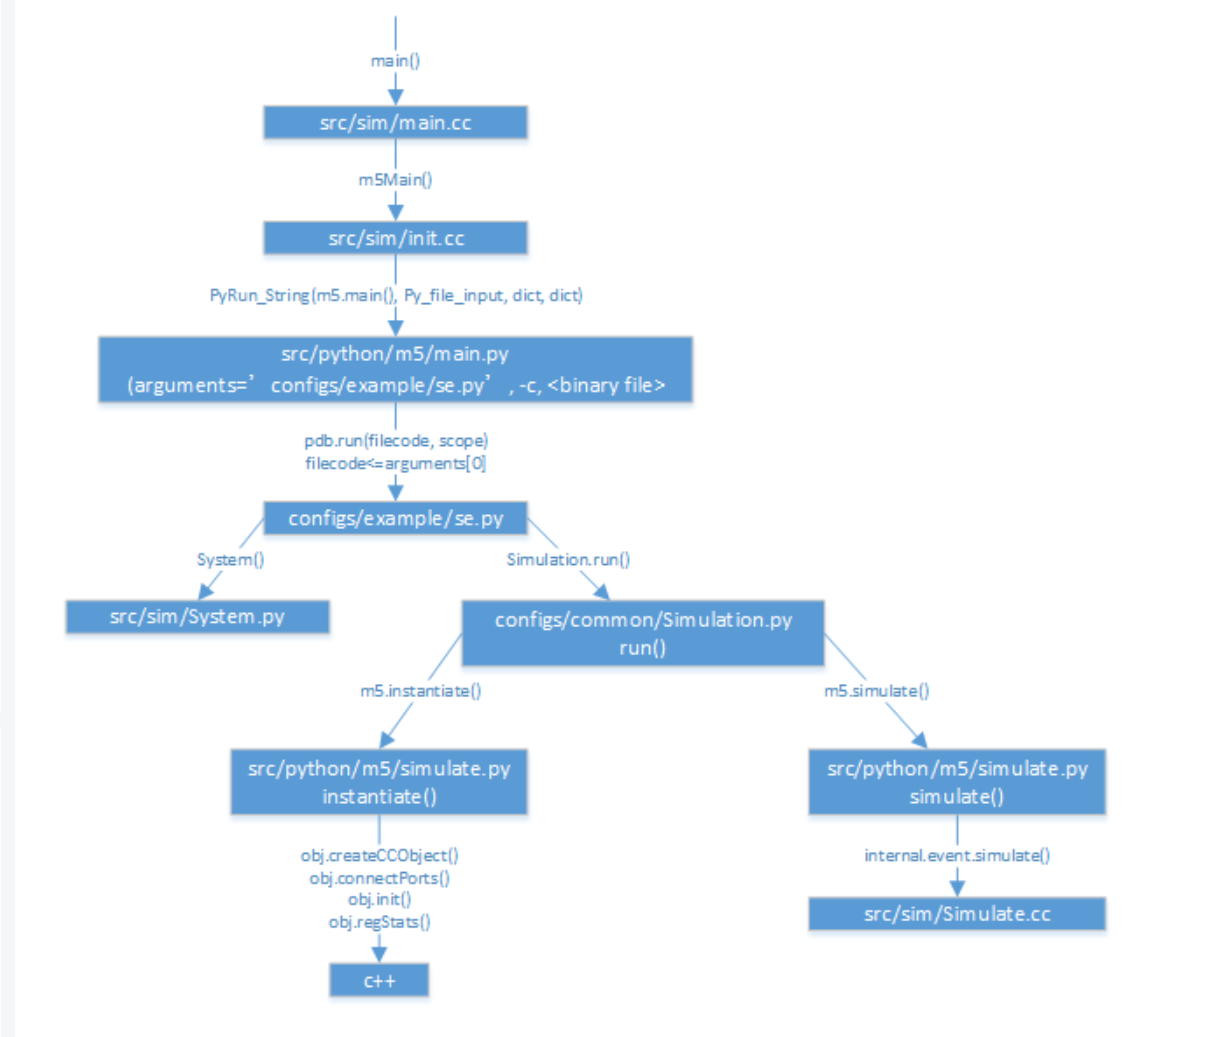 main()
src/sim/main.cc
m5Main()
src/sim/init.cc
PyRun_String(m5.main(), Py_file_input, dict, dict)
src/python/m5/main.py
(arguments=’ configs/example/se.py’ , -c, <binary file>
pdb.run(filecode, scope)
filecode<=arguments[0]
configs/example/se.py
System()
Simulation.run()
src/sim/System.py
configs/common/Simulation.py
run()
m5.instantiate()
m5.simulate()
src/python/m5/simulate.py
instantiate()
src/python/m5/simulate.py
simulate()
obj.createCCObject()
obj.connectPorts()
obj.init()
obj.regStats()
internal.event.simulate()
src/sim/Simulate.cc
c++